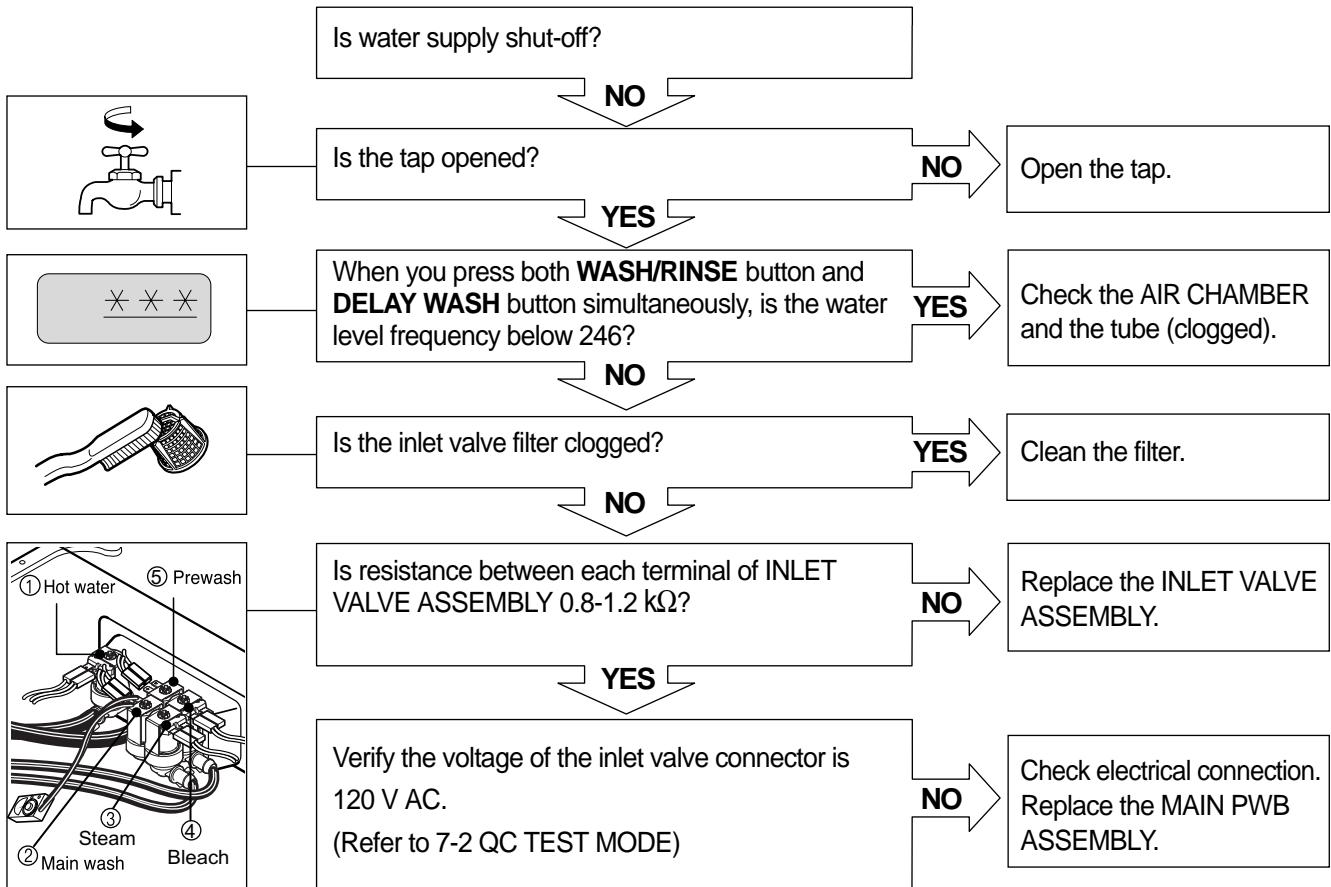 Is water supply shut-off?
NO
Is the tap opened?
NO
Open the tap.
YES
When you press both WASH/RINSE button and
DELAY WASH button simultaneously, is the water
level frequency below 246?
YES
Check the AIR CHAMBER
and the tube (clogged).
NO
Is the inlet valve filter clogged?
YES
Clean the filter.
NO
① Hot water
⑤ Prewash
③
Steam
④
Bleach
② Main wash
Is resistance between each terminal of INLET
VALVE ASSEMBLY 0.8-1.2 kΩ?
NO
Replace the INLET VALVE
ASSEMBLY.
YES
Verify the voltage of the inlet valve connector is
120 V AC.
(Refer to 7-2 QC TEST MODE)
NO
Check electrical connection.
Replace the MAIN PWB
ASSEMBLY.